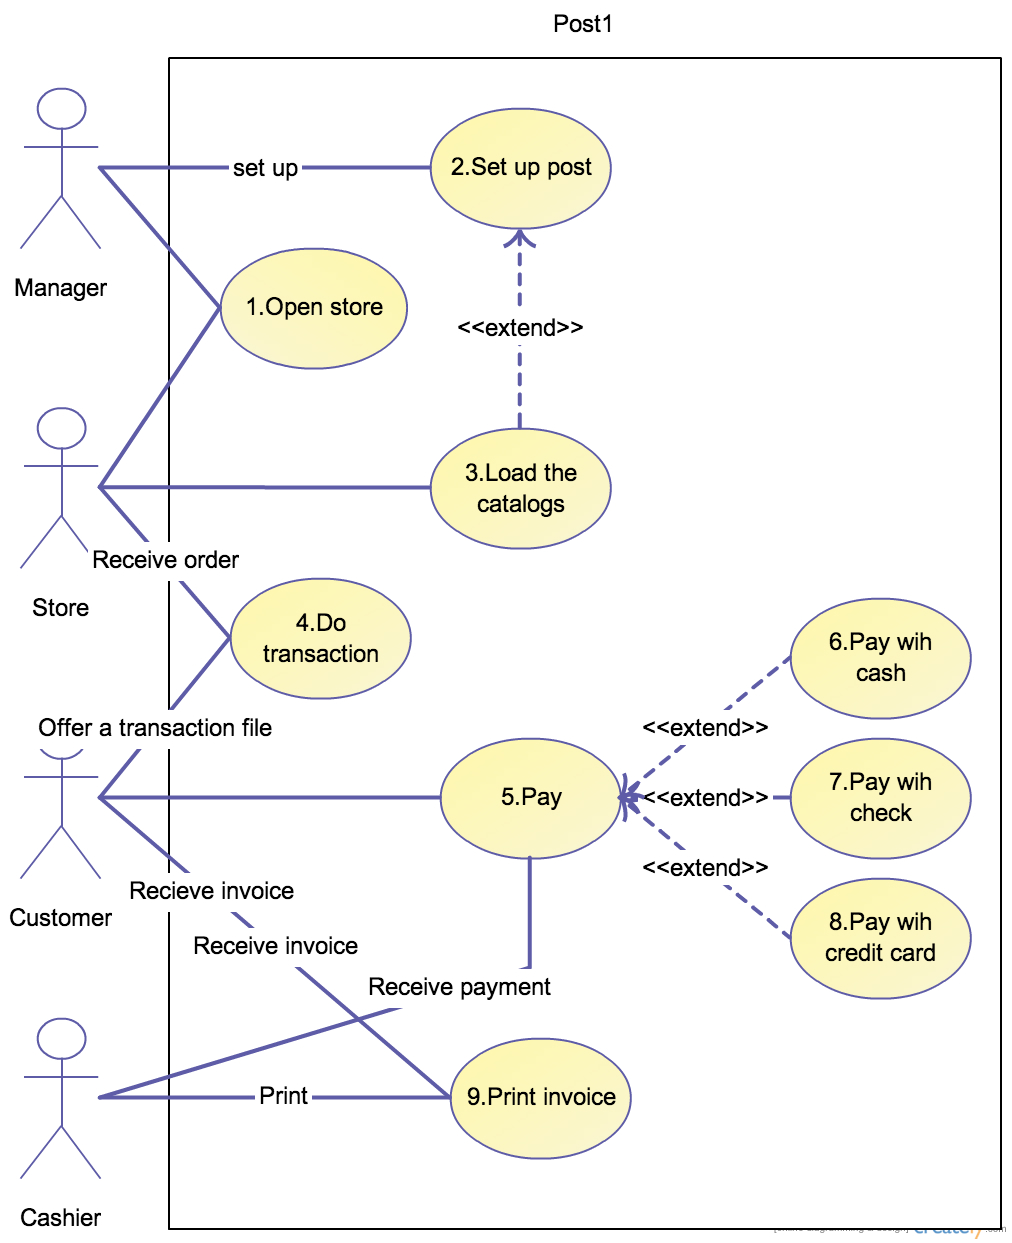 Post1
set up
2.Set up post
Manager
1.Open store
<<extend>>
3.Load the
catalogs
Receive order
Store
4.Do
transaction
6.Pay wih
cash
Offer a transaction file
<<extend>>
5.Pay
<<extend>>
7.Pay wih
check
<<extend>>
Recieve invoice
Customer
8.Pay wih
credit card
Receive invoice
Receive payment
Print
9.Print invoice
Cashier